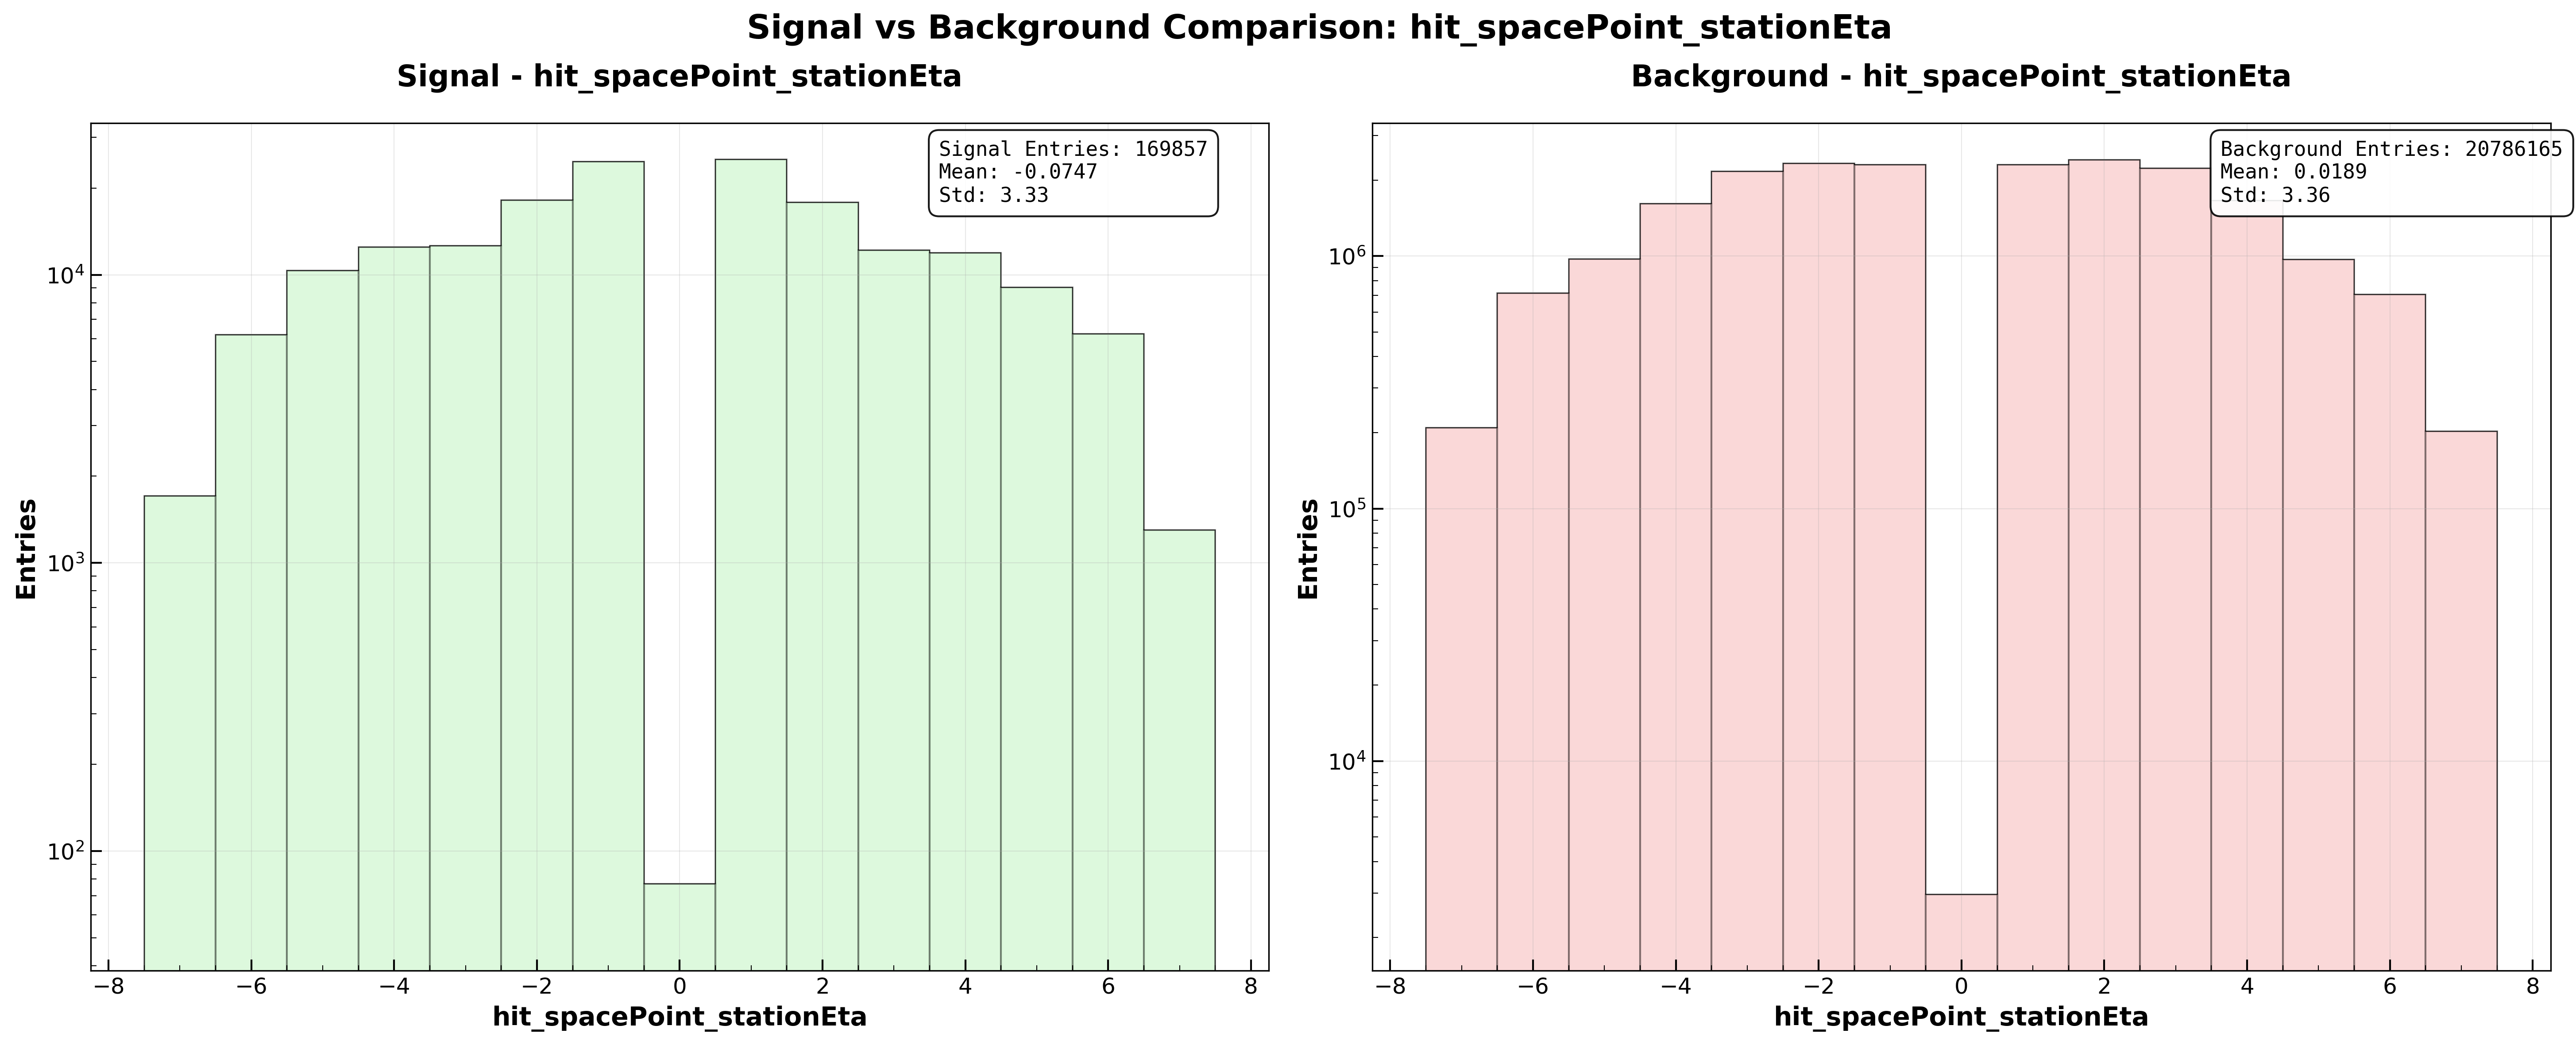 Signal vs Background Comparison: hit_spacePoint_stationEta
Signal - hit_spacePoint_stationEta
Signal Entries: 169857
Mean: -0.0747
Std: 3.33
Entries
10^4
10^3
10^2
−8 −6 −4 −2 0 2 4 6 8
hit_spacePoint_stationEta
Background - hit_spacePoint_stationEta
Background Entries: 20786165
Mean: 0.0189
Std: 3.36
Entries
10^6
10^5
10^4
−8 −6 −4 −2 0 2 4 6 8
hit_spacePoint_stationEta